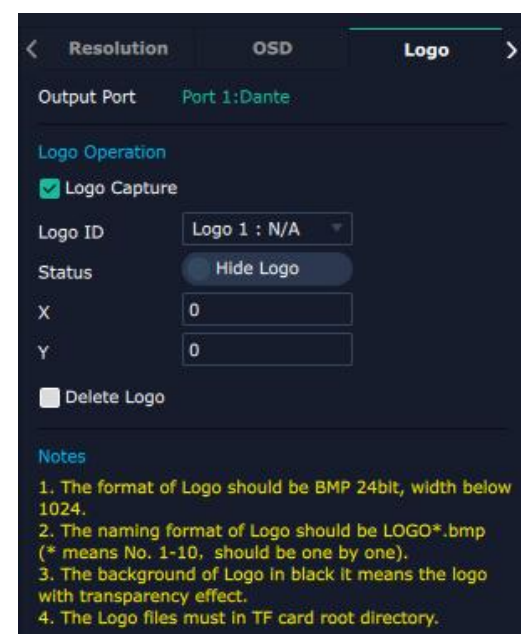 < Resolution OSD Logo >
Output Port Port 1:Dante
Logo Operation
Logo Capture
Logo ID Logo 1 : N/A
Status Hide Logo
X 0
Y 0
Delete Logo
Notes
1. The format of Logo should be BMP 24bit, width below
1024.
2. The naming format of Logo should be LOGO*.bmp
(* means No. 1-10, should be one by one).
3. The background of Logo in black it means the logo
with transparency effect.
4. The Logo files must in TF card root directory.